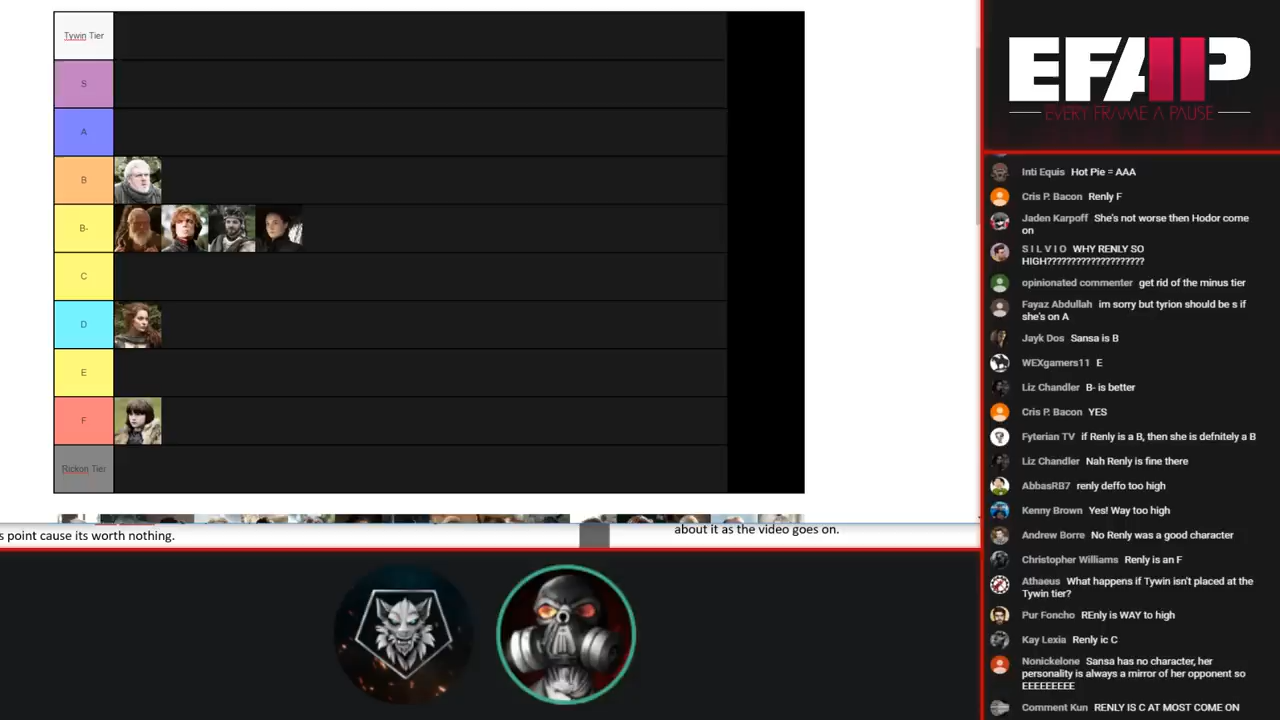 Tywin Tier
S
A
B
B-
C
D
E
F
Rickon Tier
s point cause its worth nothing.
about it as the video goes on.
EFAP
EVERY FRAME A PAUSE
Inti Equis Hot Pie = AAA
Cris P. Bacon Renly F
Jaden Karpoff She's not worse then Hodor come
on
S I L V I O WHY RENLY SO
HIGH????????????????????
opinionated commenter get rid of the minus tier
Fayaz Abdullah im sorry but tyrion should be s if
she's on A
Jayk Dos Sansa is B
WEXgamers11 E
Liz Chandler B- is better
Cris P. Bacon YES
Fyterian TV if Renly is a B, then she is defnitely a B
Liz Chandler Nah Renly is fine there
AbbasRB7 renly deffo too high
Kenny Brown Yes! Way too high
Andrew Borre No Renly was a good character
Christopher Williams Renly is an F
Athaeus What happens if Tywin isn't placed at the
Tywin tier?
Pur Foncho REnly is WAY to high
Kay Lexia Renly ic C
Nonickelone Sansa has no character, her
personality is always a mirror of her opponent so
EEEEEEEEE
Comment Kun RENLY IS C AT MOST COME ON